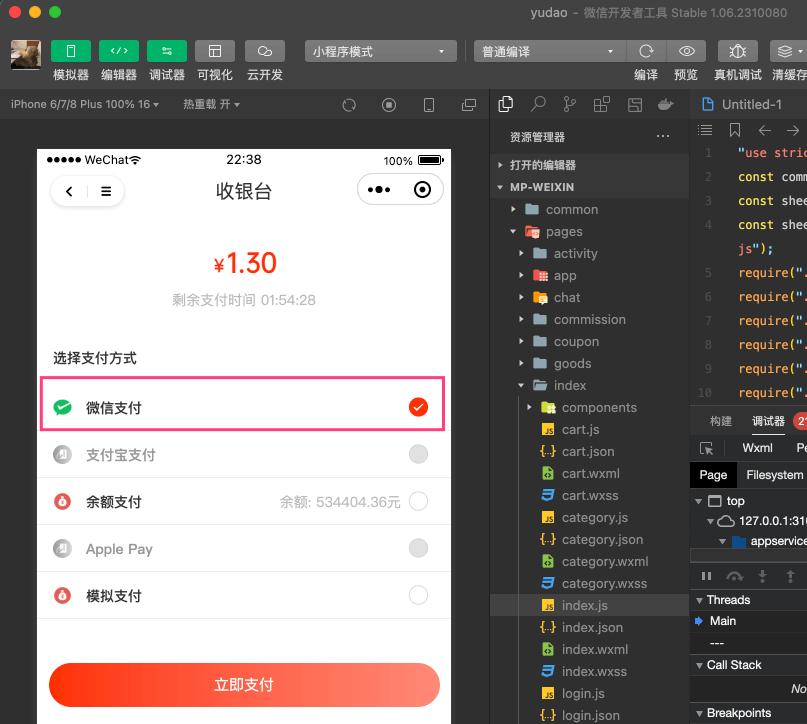 yudao - 微信开发者工具 Stable 1.06.2310080
模拟器 编辑器 调试器 可视化 云开发
小程序模式
普通编译
编译 预览 真机调试 清缓存
iPhone 6/7/8 Plus 100% 16
热重载 开
WeChat
22:38
100%
收银台
¥1.30
剩余支付时间 01:54:28
选择支付方式
微信支付
支付宝支付
余额支付
余额: 534404.36元
Apple Pay
模拟支付
立即支付
资源管理器
打开的编辑器
MP-WEIXIN
common
pages
activity
app
chat
commission
coupon
goods
index
components
cart.js
cart.json
cart.wxml
cart.wxss
category.js
category.json
category.wxml
category.wxss
index.js
index.json
index.wxml
index.wxss
login.js
login.json
Untitled-1
1 "use stric
2 const comm
3 const shee
4 const shee
js");
5 require(".
6 require(".
7 require(".
8 require(".
9 require(".
10 require(".
构建 调试器 2
Wxml Pe
Page Filesystem
top
127.0.0.1:310
appservice
Threads
Main
---
Call Stack
No
Breakpoints